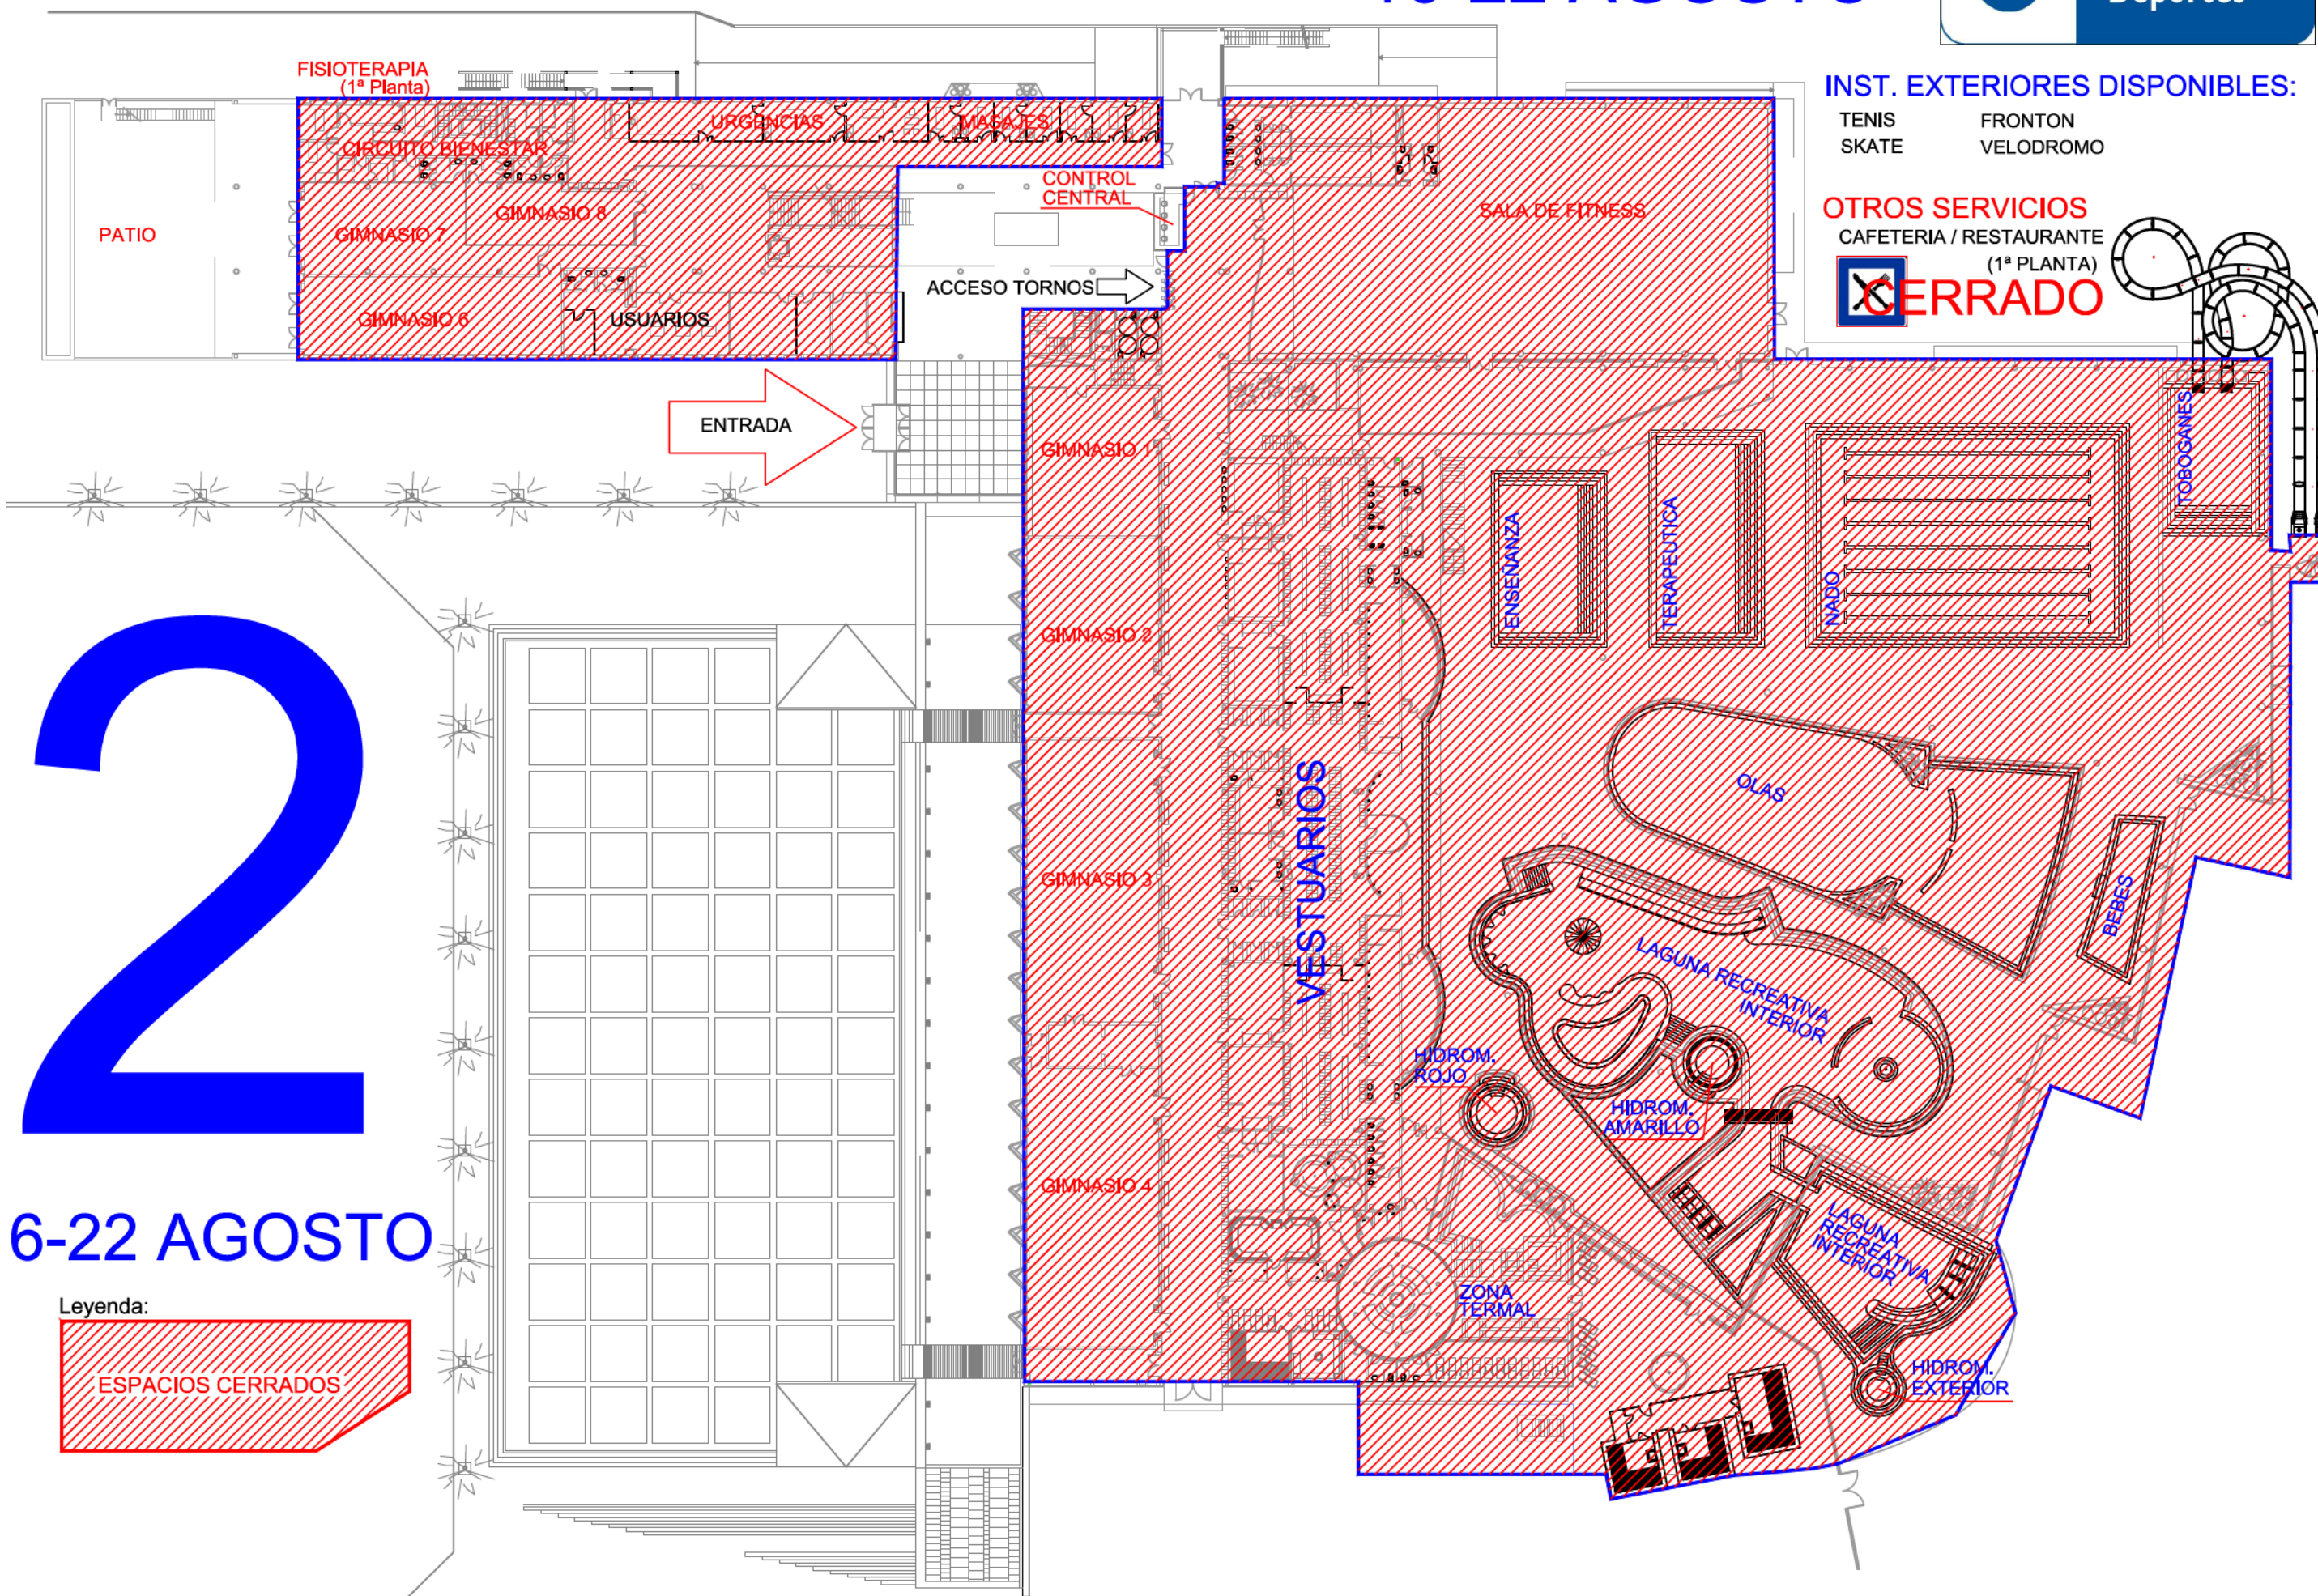 22 AGOSTO
Deportes
INST. EXTERIORES DISPONIBLES:
TENIS FRONTON
SKATE VELODROMO
OTROS SERVICIOS
CAFETERIA / RESTAURANTE
(1ª PLANTA)
CERRADO
FISIOTERAPIA
(1ª Planta)
URGENCIAS
MASAJES
CIRCUITO BIENESTAR
GIMNASIO 8
GIMNASIO 7
PATIO
GIMNASIO 6
USUARIOS
CONTROL
CENTRAL
ACCESO TORNOS
SALA DE FITNESS
ENTRADA
GIMNASIO 1
GIMNASIO 2
GIMNASIO 3
GIMNASIO 4
VESTUARIOS
ENSEÑANZA
TERAPEUTICA
NADO
TOBOGANES
OLAS
BEBES
LAGUNA RECREATIVA
INTERIOR
HIDROM.
ROJO
HIDROM.
AMARILLO
LAGUNA
RECREATIVA
INTERIOR
ZONA
TERMAL
HIDROM.
EXTERIOR
2
6-22 AGOSTO
Leyenda:
ESPACIOS CERRADOS